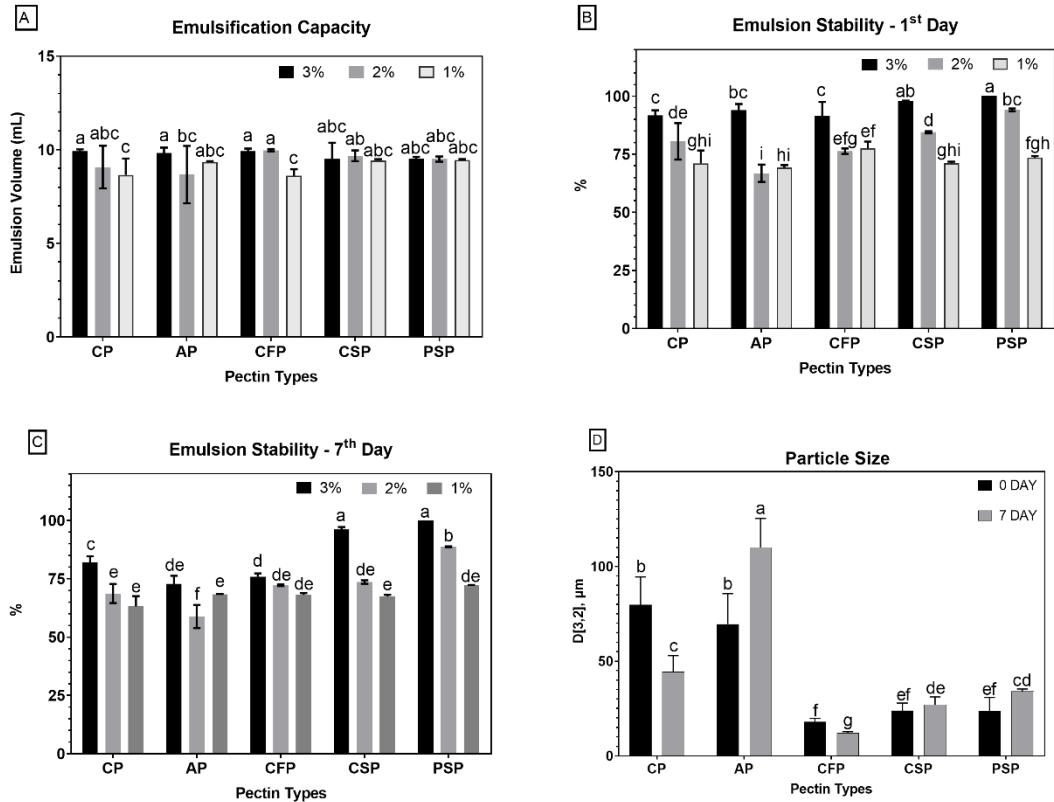 A
Emulsification Capacity
3% 2% 1%
15
10
5
0
Emulsion Volume (mL)
a abc c a bc abc a a c abc ab abc abc abc abc
CP AP CFP CSP PSP
Pectin Types
B
Emulsion Stability - 1st Day
3% 2% 1%
100
75
50
25
0
%
c de ghi bc i hi c efg ef ab d ghi a bc fgh
CP AP CFP CSP PSP
Pectin Types
C
Emulsion Stability - 7th Day
3% 2% 1%
100
75
50
25
0
%
c e e de f e d de de a de e a b de
CP AP CFP CSP PSP
Pectin Types
D
Particle Size
0 DAY
7 DAY
150
100
50
0
D[3,2], µm
b c b a f g ef de ef cd
CP AP CFP CSP PSP
Pectin Types